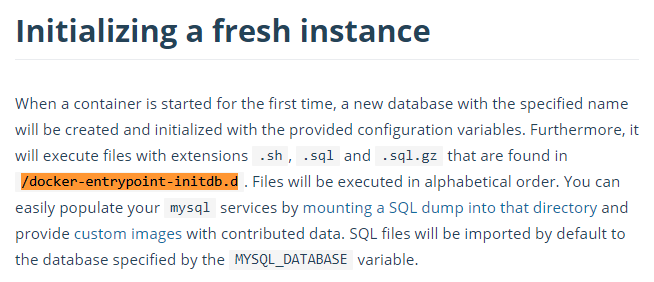 Initializing a fresh instance
When a container is started for the first time, a new database with the specified name
will be created and initialized with the provided configuration variables. Furthermore, it
will execute files with extensions .sh, .sql and .sql.gz that are found in
/docker-entrypoint-initdb.d. Files will be executed in alphabetical order. You can
easily populate your mysql services by mounting a SQL dump into that directory and
provide custom images with contributed data. SQL files will be imported by default to
the database specified by the MYSQL_DATABASE variable.